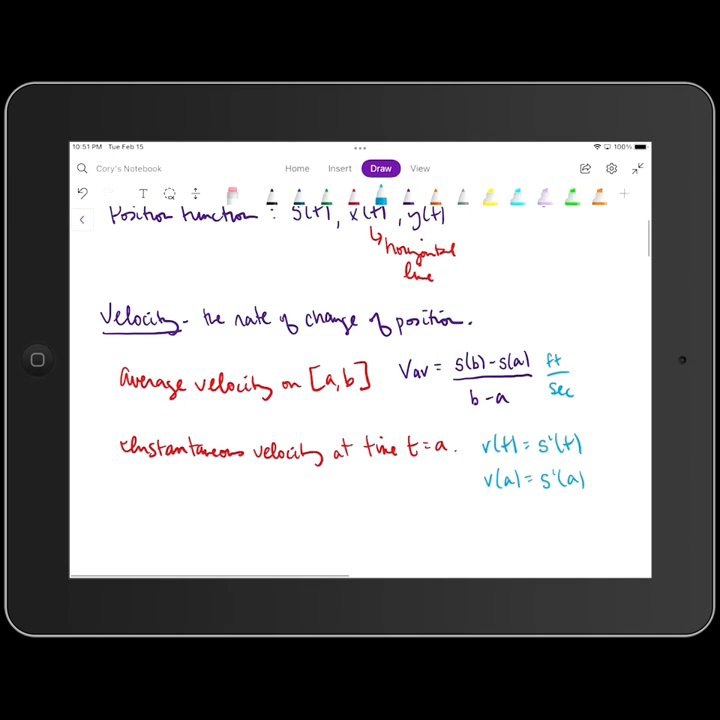 10:51 PM Tue Feb 15
100%
Cory's Notebook
Home Insert Draw View
T
Position Function : s(t), x(t), y(t)
↳ horizontal
line
Velocity - the rate of change of position.
Average velocity on [a,b] Vav = s(b)-s(a) / b-a ft / sec
Instantaneous velocity at time t=a. v(t) = s'(t)
v(a) = s'(a)